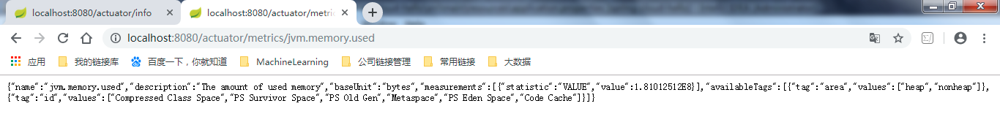 localhost:8080/actuator/info
localhost:8080/actuator/metric
localhost:8080/actuator/metrics/jvm.memory.used
应用 我的链接库 百度一下，你就知道 MachineLearning 公司链接管理 常用链接 大数据
{"name":"jvm.memory.used","description":"The amount of used memory","baseUnit":"bytes","measurements":[{"statistic":"VALUE","value":1.81012512E8}],"availableTags":[{"tag":"area","values":["heap","nonheap"]},
{"tag":"id","values":["Compressed Class Space","PS Survivor Space","PS Old Gen","Metaspace","PS Eden Space","Code Cache"]}]}